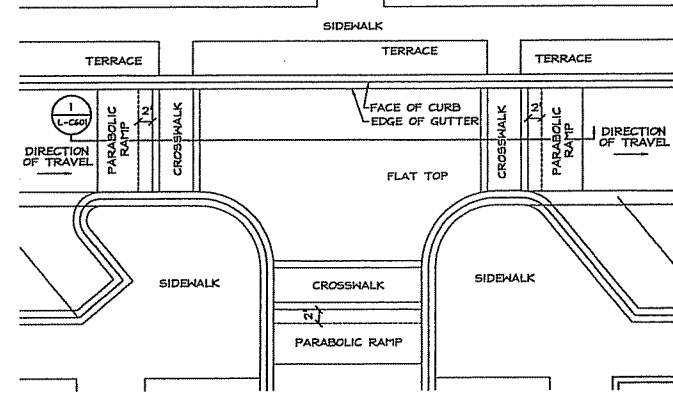 SIDEWALK
TERRACE
TERRACE
TERRACE
1
L-C601
2'
2'
FACE OF CURB
EDGE OF GUTTER
PARABOLIC
RAMP
CROSSWALK
CROSSWALK
PARABOLIC
RAMP
DIRECTION
OF TRAVEL
DIRECTION
OF TRAVEL
FLAT TOP
SIDEWALK
CROSSWALK
SIDEWALK
2'
PARABOLIC RAMP